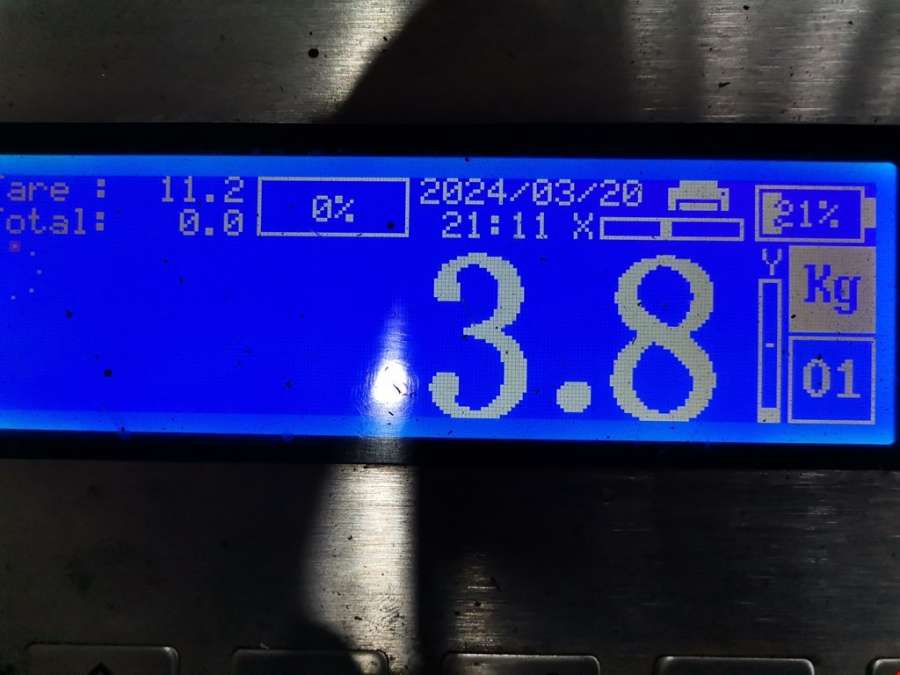 are : 11.2
otal: 0.0
0%
2024/03/20
21:11 X
21%
3.8
Y
Kg
01